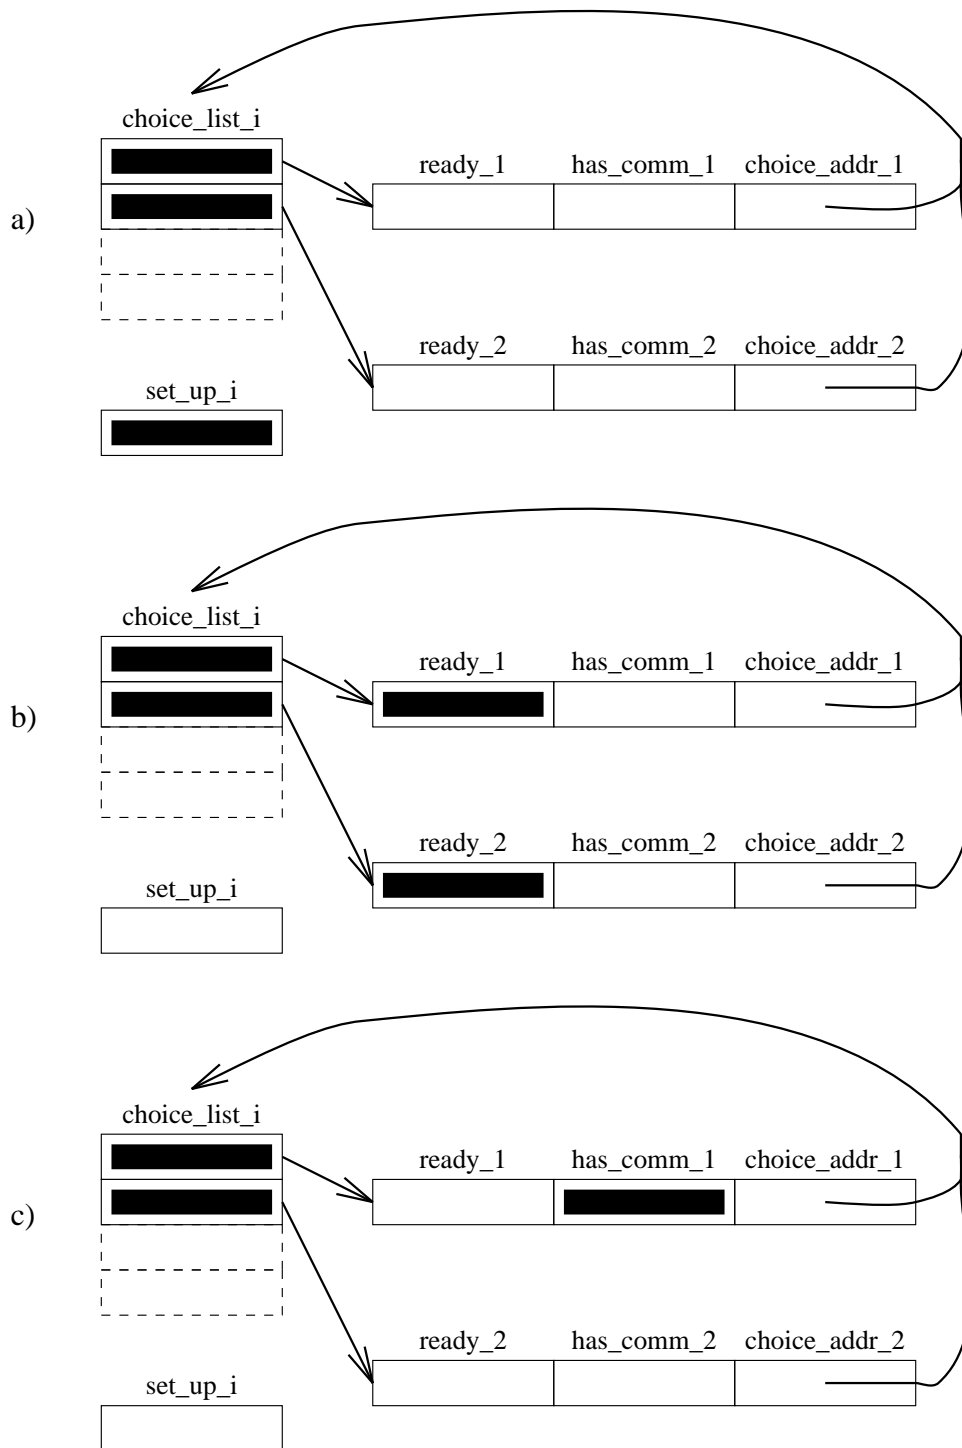 choice_list_i
ready_1 has_comm_1 choice_addr_1
a)
ready_2 has_comm_2 choice_addr_2
set_up_i
choice_list_i
ready_1 has_comm_1 choice_addr_1
b)
ready_2 has_comm_2 choice_addr_2
set_up_i
choice_list_i
ready_1 has_comm_1 choice_addr_1
c)
ready_2 has_comm_2 choice_addr_2
set_up_i